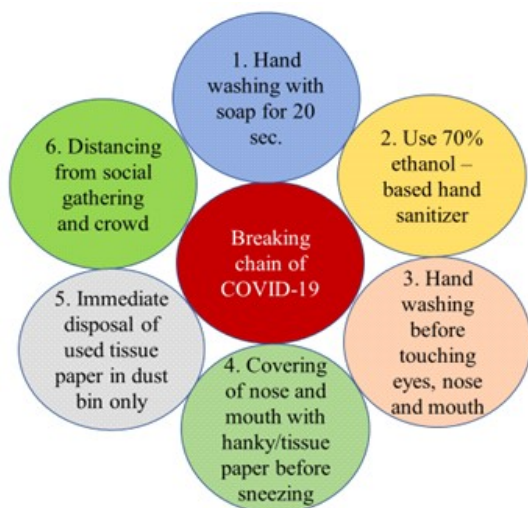 1. Hand
washing with
soap for 20
sec.
2. Use 70%
ethanol –
based hand
sanitizer
3. Hand
washing
before
touching
eyes, nose
and mouth
4. Covering
of nose and
mouth with
hanky/tissue
paper before
sneezing
5. Immediate
disposal of
used tissue
paper in dust
bin only
6. Distancing
from social
gathering
and crowd
Breaking
chain of
COVID-19